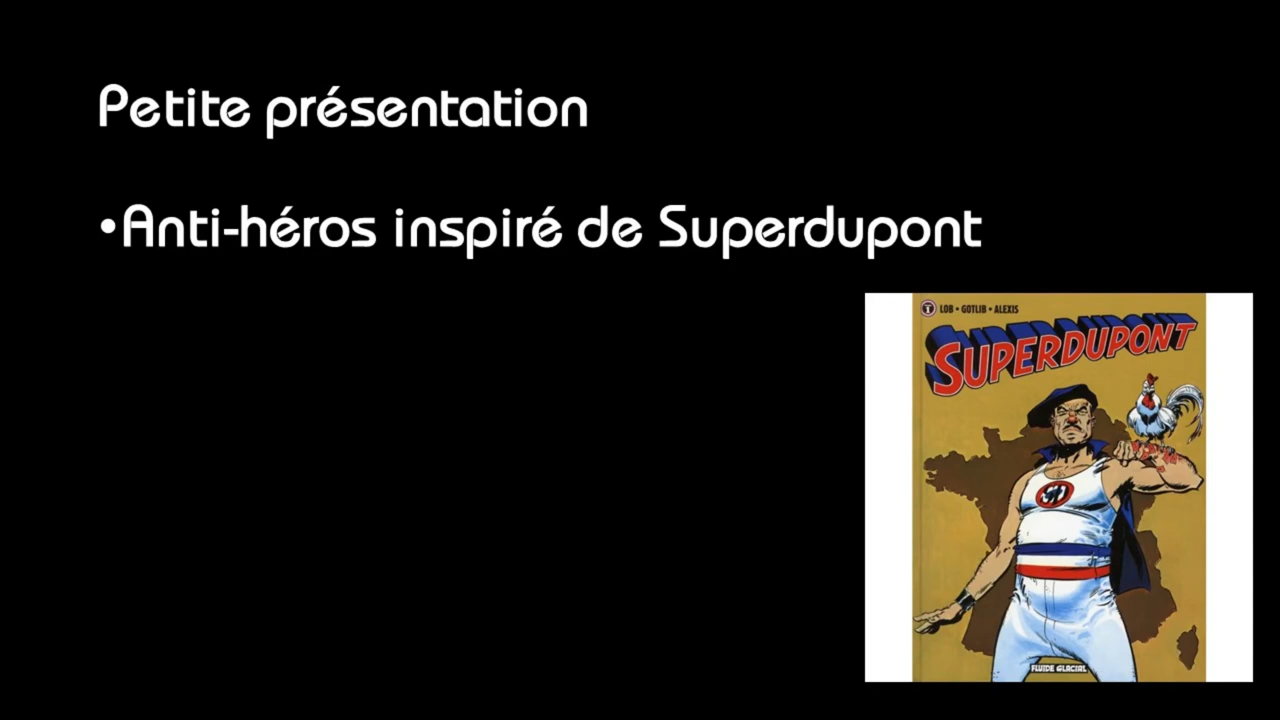 Petite présentation
•Anti-héros inspiré de Superdupont
LOB • GOTLIB • ALEXIS
SUPERDUPONT
FLUIDE GLACIAL